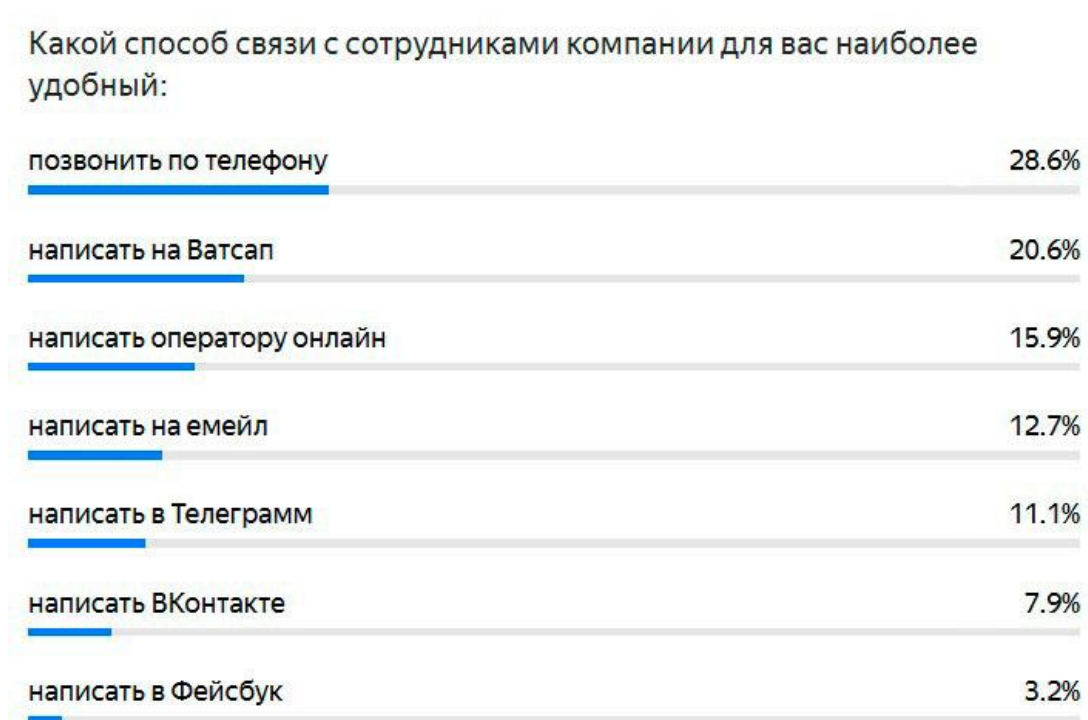 Какой способ связи с сотрудниками компании для вас наиболее
удобный:
позвонить по телефону 28.6%
написать на Ватсап 20.6%
написать оператору онлайн 15.9%
написать на емейл 12.7%
написать в Телеграмм 11.1%
написать ВКонтакте 7.9%
написать в Фейсбук 3.2%